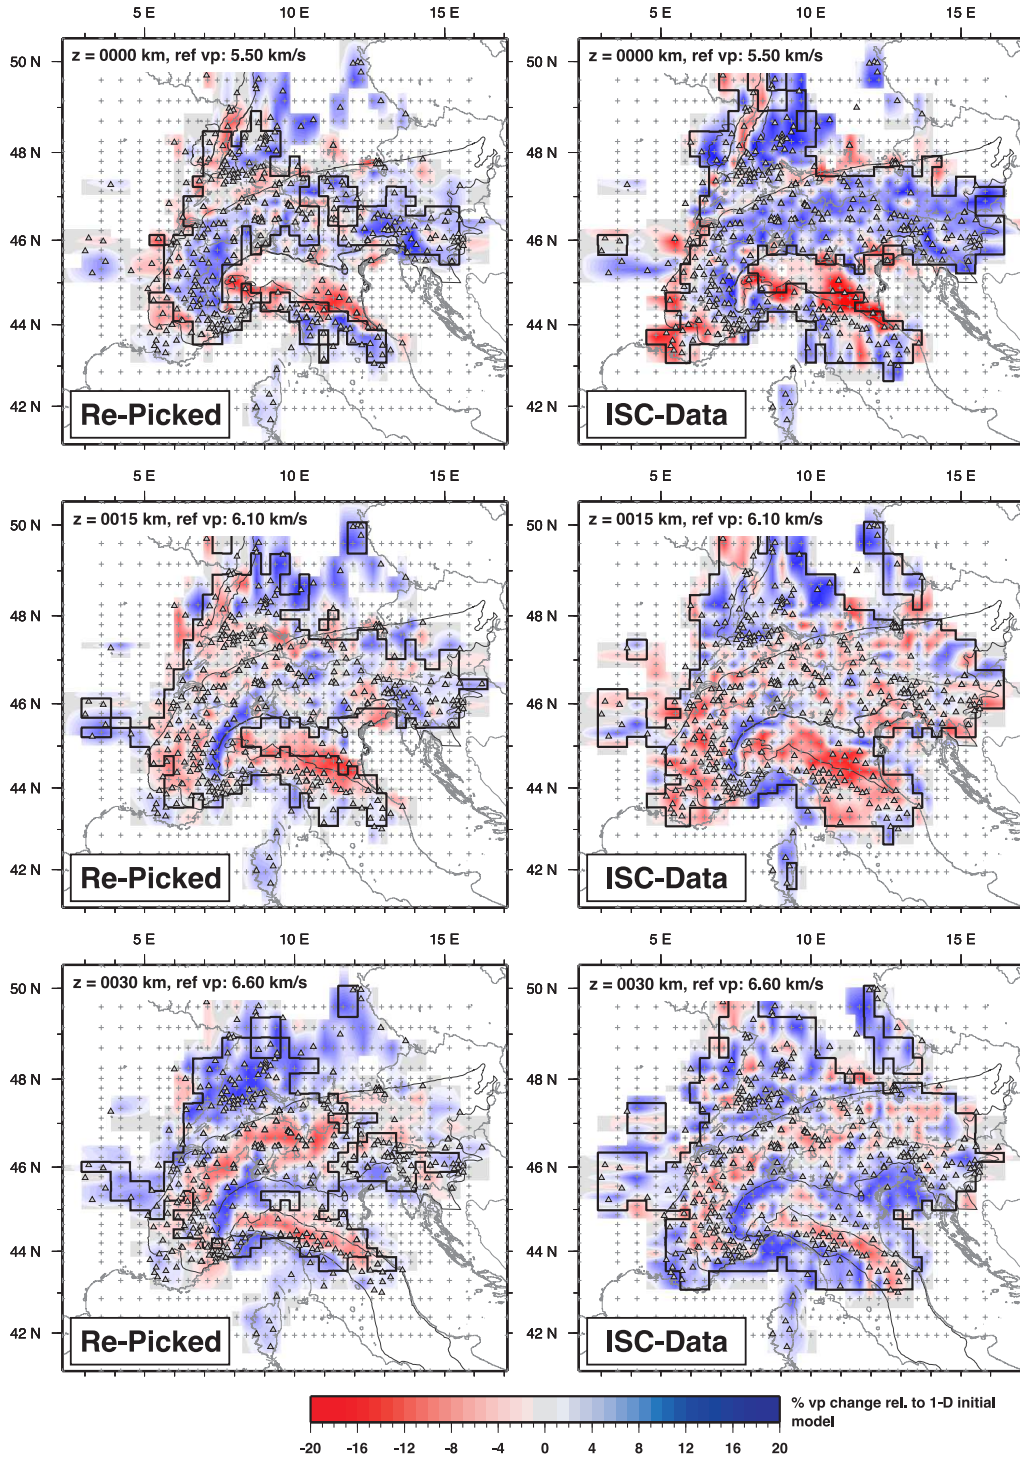 5 E 10 E 15 E 5 E 10 E 15 E
z = 0000 km, ref vp: 5.50 km/s
z = 0000 km, ref vp: 5.50 km/s
50 N 50 N
48 N 48 N
46 N 46 N
44 N 44 N
42 N 42 N
Re-Picked
ISC-Data
5 E 10 E 15 E 5 E 10 E 15 E
z = 0015 km, ref vp: 6.10 km/s
z = 0015 km, ref vp: 6.10 km/s
50 N 50 N
48 N 48 N
46 N 46 N
44 N 44 N
42 N 42 N
Re-Picked
ISC-Data
5 E 10 E 15 E 5 E 10 E 15 E
z = 0030 km, ref vp: 6.60 km/s
z = 0030 km, ref vp: 6.60 km/s
50 N 50 N
48 N 48 N
46 N 46 N
44 N 44 N
42 N 42 N
Re-Picked
ISC-Data
% vp change rel. to 1-D initial
model
-20 -16 -12 -8 -4 0 4 8 12 16 20